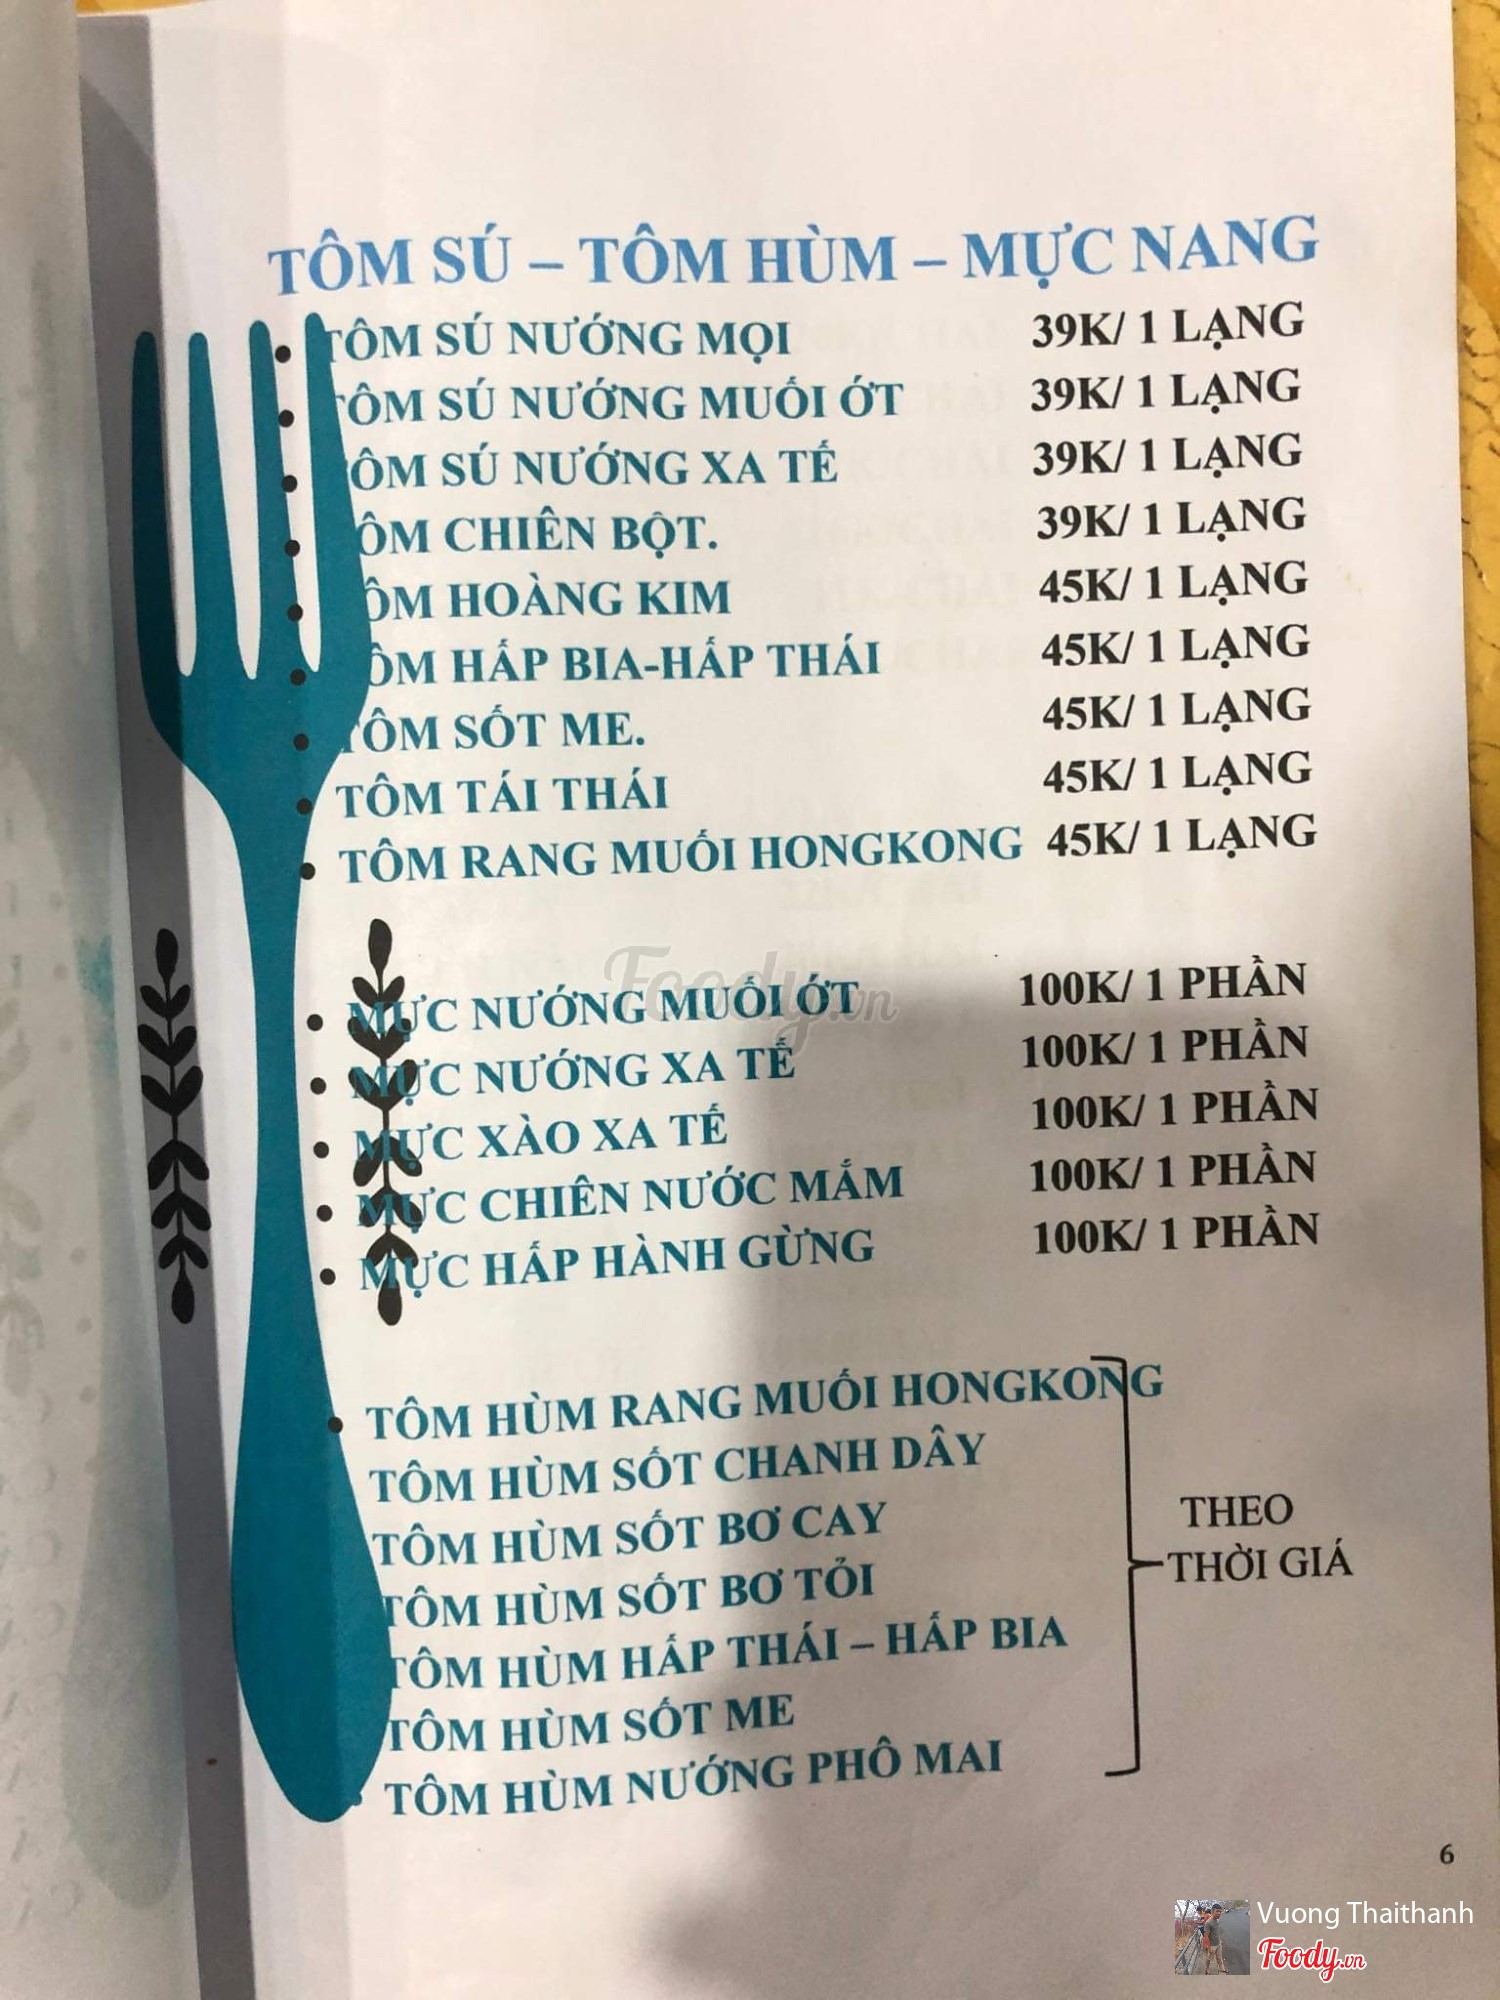 TÔM SÚ – TÔM HÙM – MỰC NANG
TÔM SÚ NƯỚNG MỌI 39K/ 1 LẠNG
TÔM SÚ NƯỚNG MUỐI ỚT 39K/ 1 LẠNG
TÔM SÚ NƯỚNG XA TẾ 39K/ 1 LẠNG
TÔM CHIÊN BỘT. 39K/ 1 LẠNG
TÔM HOÀNG KIM 45K/ 1 LẠNG
TÔM HẤP BIA-HẤP THÁI 45K/ 1 LẠNG
TÔM SỐT ME. 45K/ 1 LẠNG
TÔM TÁI THÁI 45K/ 1 LẠNG
TÔM RANG MUỐI HONGKONG 45K/ 1 LẠNG
Foody.vn
MỰC NƯỚNG MUỐI ỚT 100K/ 1 PHẦN
MỰC NƯỚNG XA TẾ 100K/ 1 PHẦN
MỰC XÀO XA TẾ 100K/ 1 PHẦN
MỰC CHIÊN NƯỚC MẮM 100K/ 1 PHẦN
MỰC HẤP HÀNH GỪNG 100K/ 1 PHẦN
TÔM HÙM RANG MUỐI HONGKONG
TÔM HÙM SỐT CHANH DÂY
TÔM HÙM SỐT BƠ CAY
TÔM HÙM SỐT BƠ TỎI
TÔM HÙM HẤP THÁI – HẤP BIA
TÔM HÙM SỐT ME
TÔM HÙM NƯỚNG PHÔ MAI
THEO
THỜI GIÁ
6
Vuong Thaithanh
Foody.vn